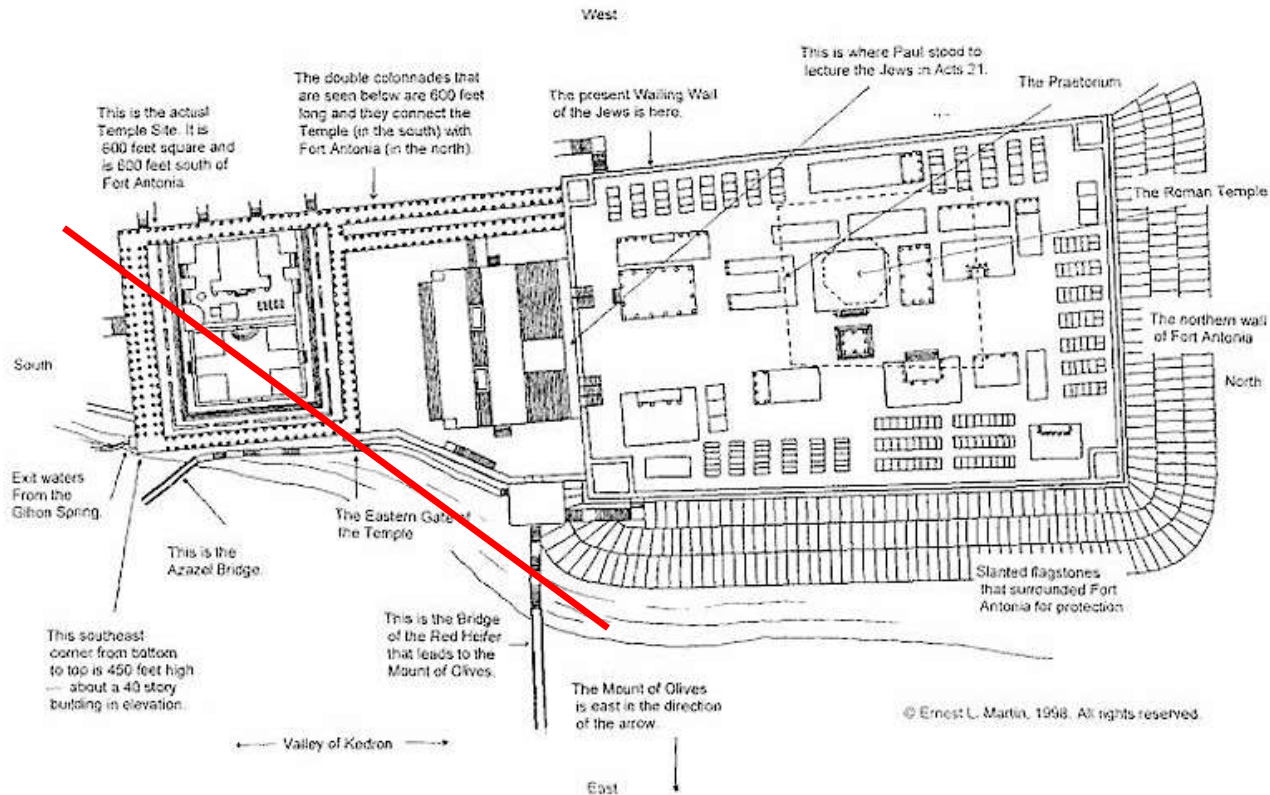 West
This is where Paul stood to
lecture the Jews in Acts 21.
The Praetorium
The double colonnades that
are seen below are 600 feet
long and they connect the
Temple (in the south) with
Fort Antonia (in the north).
The present Wailing Wall
of the Jews is here.
This is the actual
Temple Site. It is
600 feet square and
is 600 feet south of
Fort Antonia
The Roman Temple
The northern wall
of Fort Antonia
South
North
Exit waters
From the
Gihon Spring.
This is the
Azazel Bridge.
The Eastern Gate of
the Temple
Slanted flagstones
that surrounded Fort
Antonia for protection
This southeast
corner from bottom
to top is 450 feet high
— about a 40 story
building in elevation.
This is the Bridge
of the Red Heifer
that leads to the
Mount of Olives.
The Mount of Olives
is east in the direction
of the arrow.
© Ernest L. Martin, 1998. All rights reserved.
Valley of Kedron
East